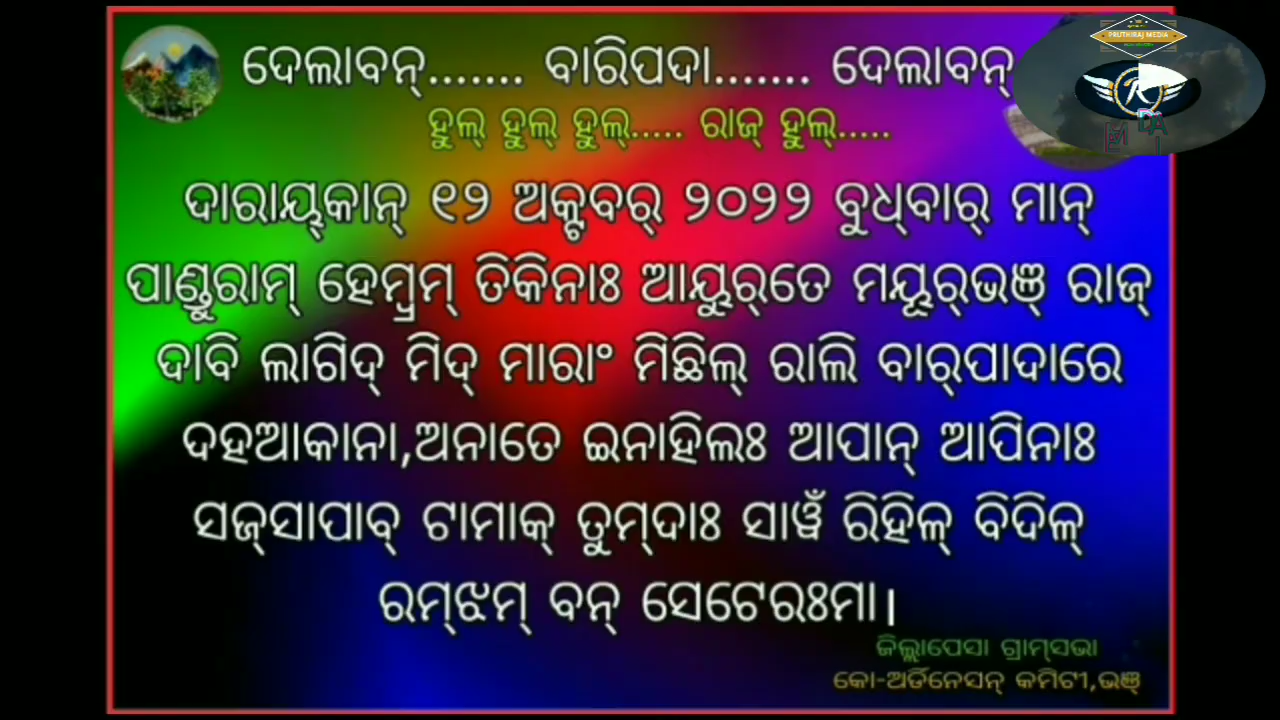 ଦେଲାବନ୍....... ବାରିପଦା....... ଦେଲାବନ୍
ହୁଲ୍ ହୁଲ୍ ହୁଲ୍..... ରାଜ୍ ହୁଲ୍.....
PRUTHIRAJ MEDIA
ଦାରାୟ୍‌କାନ୍ ୧୨ ଅକ୍ଟବର୍ ୨୦୨୨ ବୁଧ୍‌ବାର୍ ମାନ୍
ପାଣ୍ଡୁରାମ୍ ହେମ୍ବ୍ରମ୍ ତିକିନାଃ ଆୟୁର୍‌ତେ ମୟୂର୍‌ଭଞ୍ଜ ରାଜ୍
ଦାବି ଲାଗିଦ୍ ମିଦ୍ ମାରାଂ ମିଛିଲ୍ ରାଲି ବାର୍‌ପାଦାରେ
ଦହଆକାନା,ଅନାତେ ଇନାହିଲଃ ଆପାନ୍ ଆପିନାଃ
ସଜ୍‌ସାପାବ୍ ଟାମାକ୍ ତୁମ୍‌ଦାଃ ସାୱଁ ରିହିଲ୍ ବିଦିଲ୍
ରମ୍‌ଝମ୍ ବନ୍ ସେଟେରଃମା।
ଜିଲ୍ଲାପେସା ଗ୍ରାମ୍‌ସଭା
କୋ-ଅର୍ଡିନେସନ୍ କମିଟୀ,ଭଞ୍ଜ